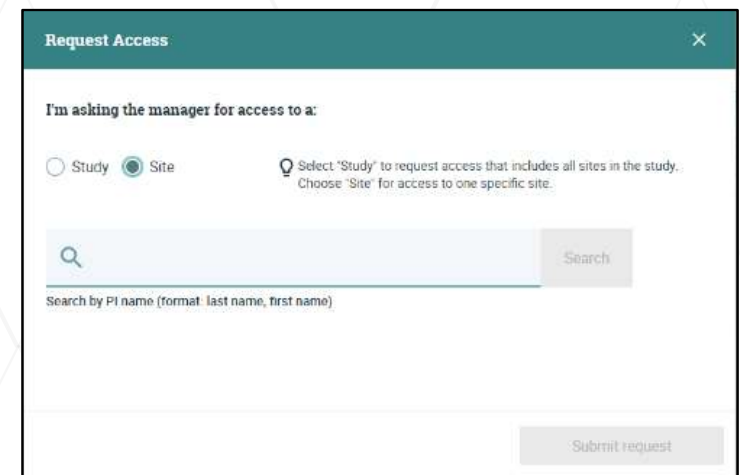 Request Access
I'm asking the manager for access to a:
Study Site
Select "Study" to request access that includes all sites in the study.
Choose "Site" for access to one specific site.
Search
Search by PI name (format: last name, first name)
Submit request